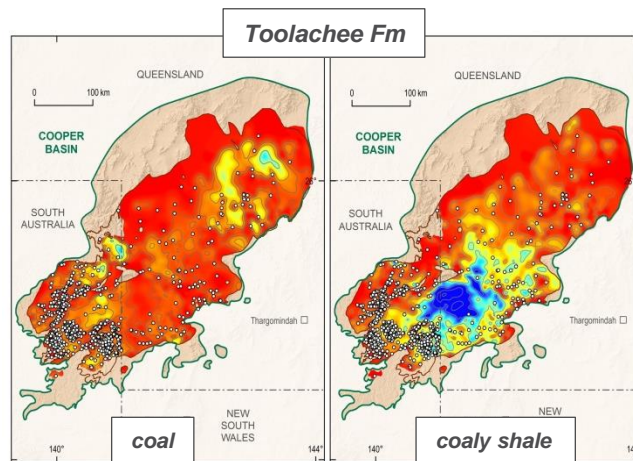 Toolachee Fm
QUEENSLAND
0
100 km
COOPER
BASIN
SOUTH
AUSTRALIA
Thargomindah
NEW
SOUTH
WALES
coal
140°
144°
QUEENSLAND
0
100 km
COOPER
BASIN
26°
SOUTH
AUSTRALIA
Thargomindah
NEW
coaly shale
140°